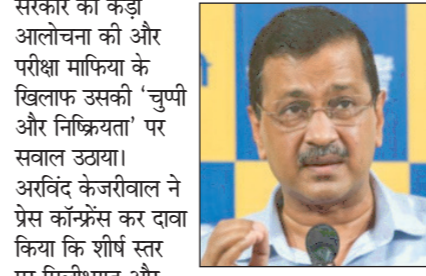 सरकार की कड़ी
आलोचना की और
परीक्षा माफिया के
खिलाफ उसकी ‘चुप्पी
और निष्क्रियता’ पर
सवाल उठाया।
अरविंद केजरीवाल ने
प्रेस कॉन्फ्रेंस कर दावा
किया कि शीर्ष स्तर